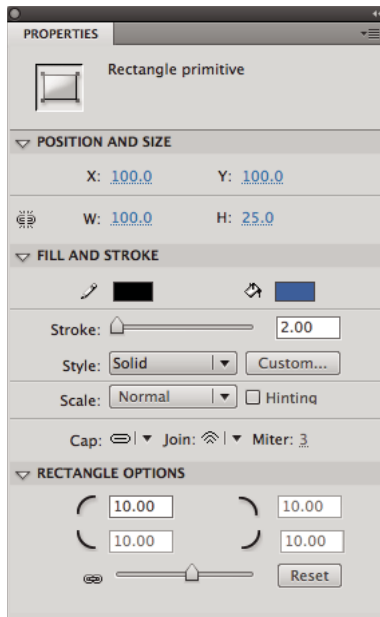 PROPERTIES
Rectangle primitive
POSITION AND SIZE
X: 100.0 Y: 100.0
W: 100.0 H: 25.0
FILL AND STROKE
Stroke: 2.00
Style: Solid Custom...
Scale: Normal Hinting
Cap: Join: Miter: 3
RECTANGLE OPTIONS
10.00 10.00
10.00 10.00
Reset